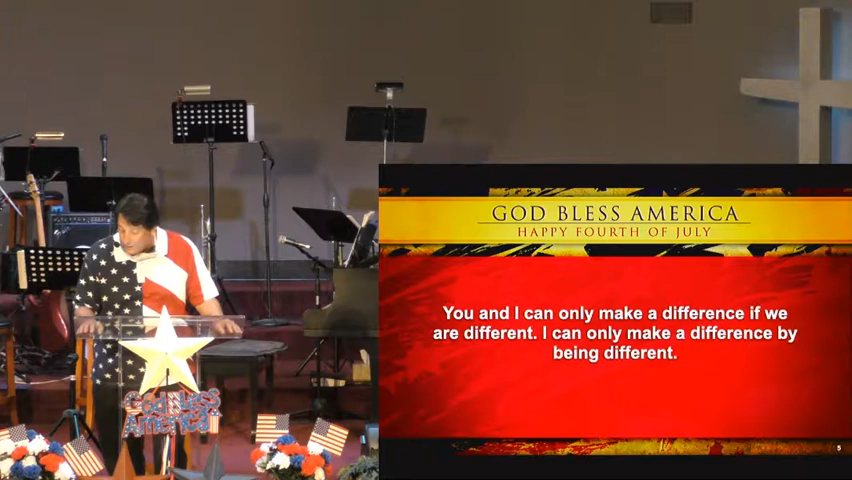 GOD BLESS AMERICA
HAPPY FOURTH OF JULY
You and I can only make a difference if we
are different. I can only make a difference by
being different.
5
God Bless
America